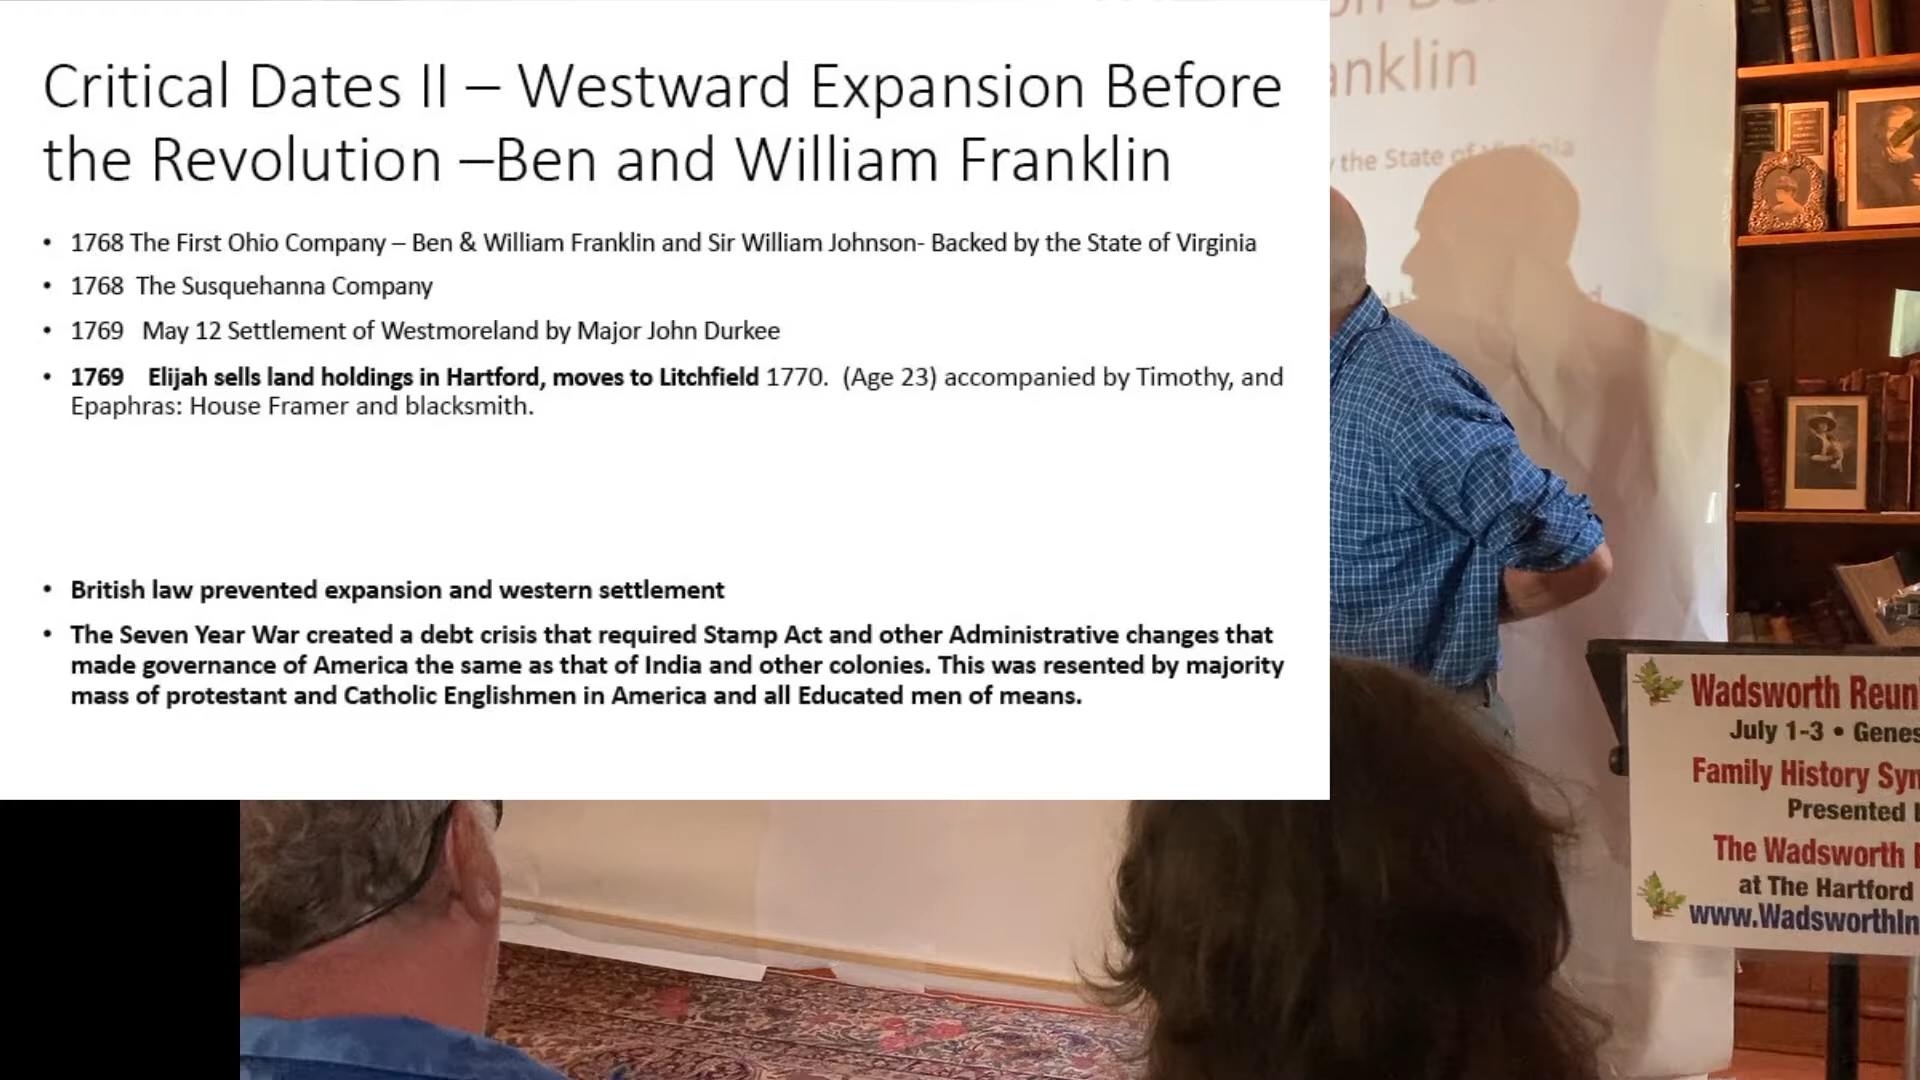 Critical Dates II – Westward Expansion Before
the Revolution –Ben and William Franklin
• 1768 The First Ohio Company – Ben & William Franklin and Sir William Johnson- Backed by the State of Virginia
• 1768 The Susquehanna Company
• 1769 May 12 Settlement of Westmoreland by Major John Durkee
• 1769 Elijah sells land holdings in Hartford, moves to Litchfield 1770. (Age 23) accompanied by Timothy, and
Epaphras: House Framer and blacksmith.
• British law prevented expansion and western settlement
• The Seven Year War created a debt crisis that required Stamp Act and other Administrative changes that
made governance of America the same as that of India and other colonies. This was resented by majority
mass of protestant and Catholic Englishmen in America and all Educated men of means.
anklin
the State of
Wadsworth Reun
July 1-3 • Genes
Family History Sy
Presented
The Wadsworth
at The Hartford
www.WadsworthIn